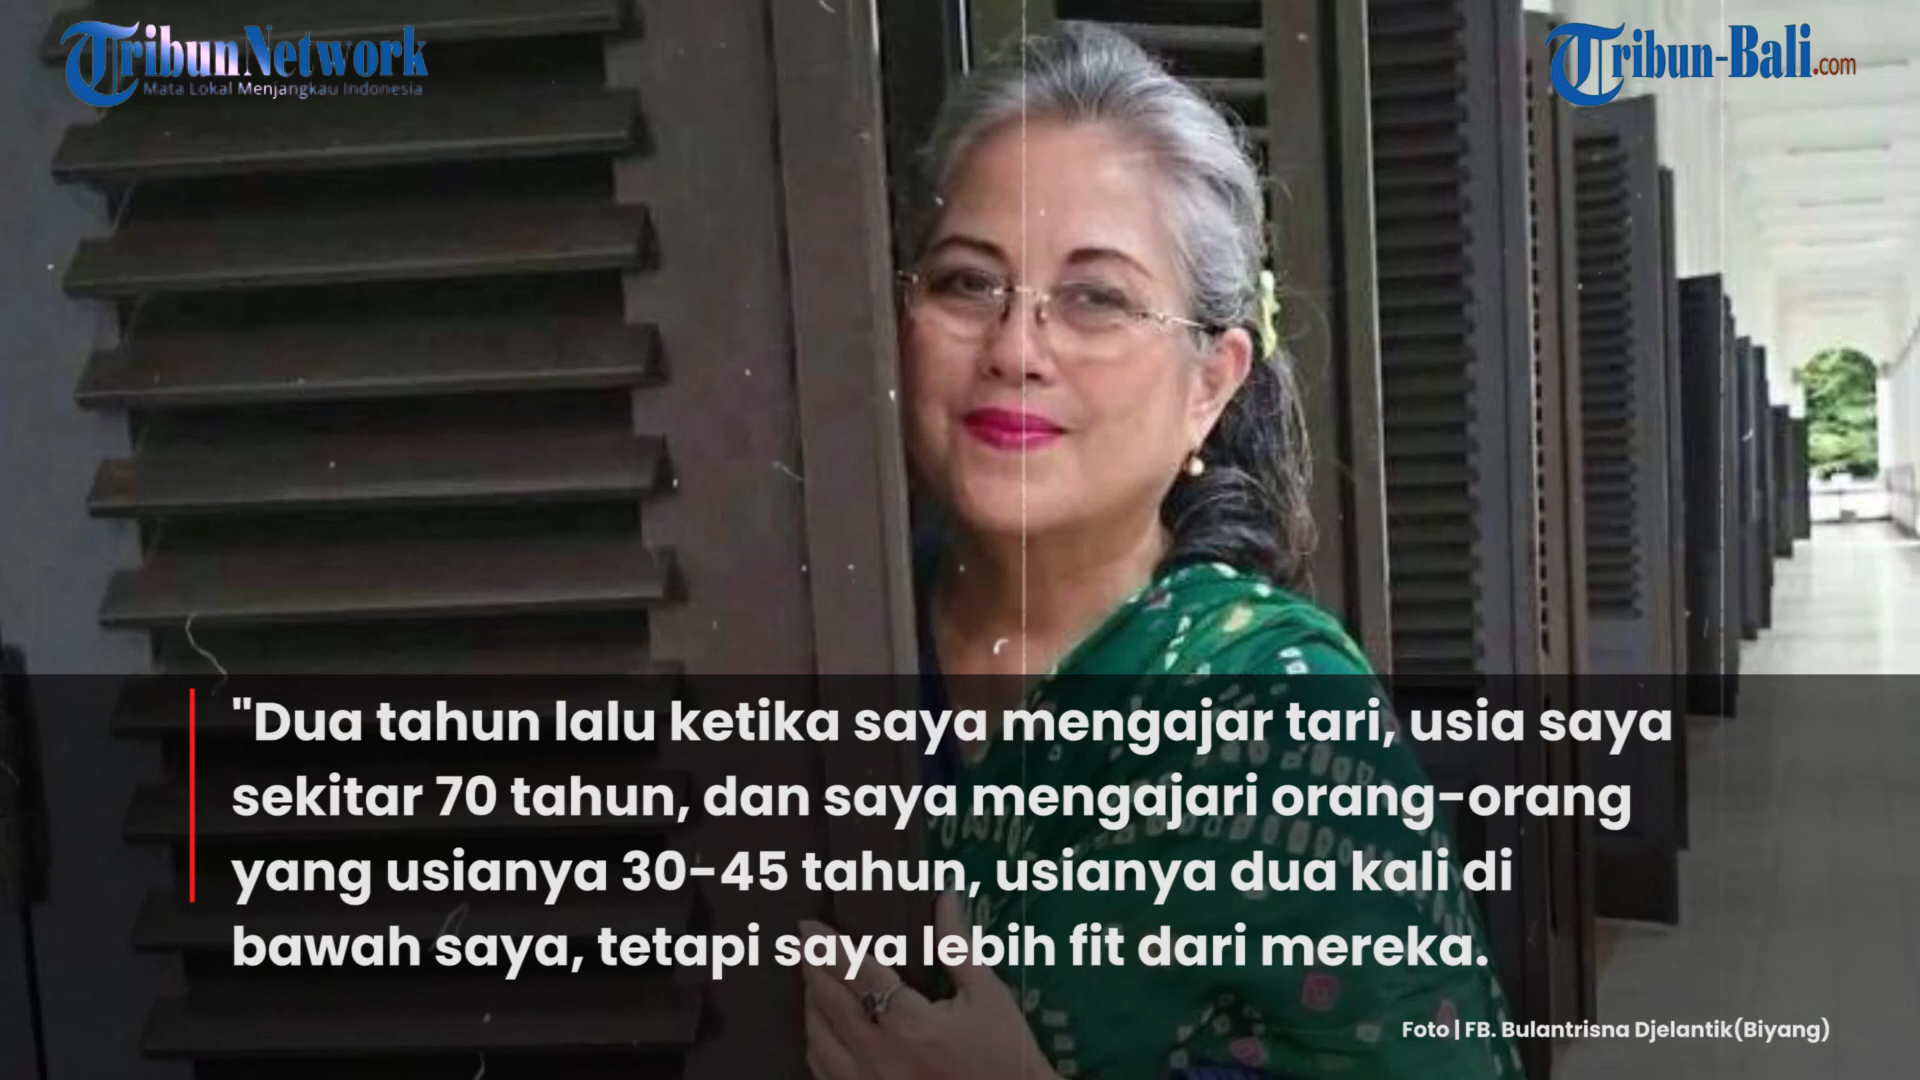 Tribun Network
Mata Lokal Menjangkau Indonesia
Tribun-Bali.com
"Dua tahun lalu ketika saya mengajar tari, usia saya
sekitar 70 tahun, dan saya mengajari orang-orang
yang usianya 30-45 tahun, usianya dua kali di
bawah saya, tetapi saya lebih fit dari mereka.
Foto | FB. Bulantrisna Djelantik(Biyang)